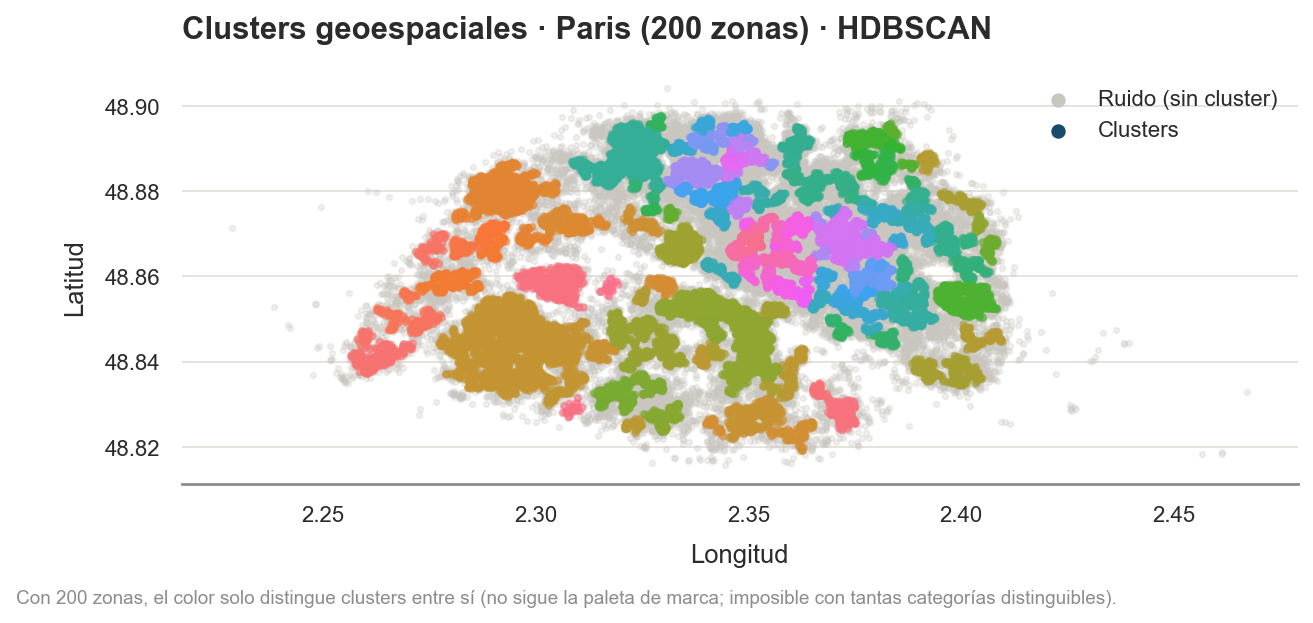 Clusters geoespaciales · Paris (200 zonas) · HDBSCAN
Ruido (sin cluster)
Clusters
48.90
48.88
48.86
48.84
48.82
Latitud
2.25 2.30 2.35 2.40 2.45
Longitud
Con 200 zonas, el color solo distingue clusters entre sí (no sigue la paleta de marca; imposible con tantas categorías distinguibles).